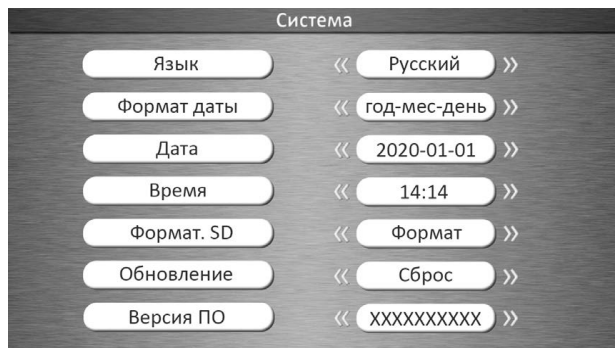 Система
Язык « Русский »
Формат даты « год-мес-день »
Дата « 2020-01-01 »
Время « 14:14 »
Формат. SD « Формат »
Обновление « Сброс »
Версия ПО « XXXXXXXXXX »